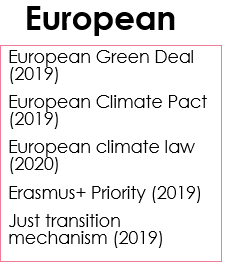 European
European Green Deal
(2019)
European Climate Pact
(2019)
European climate law
(2020)
Erasmus+ Priority (2019)
Just transition
mechanism (2019)